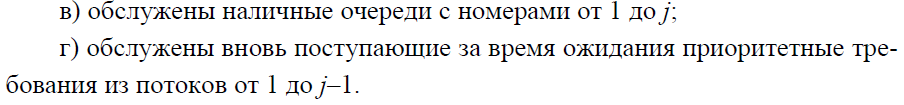 в) обслужены наличные очереди с номерами от 1 до j;
г) обслужены вновь поступающие за время ожидания приоритетные тре-
бования из потоков от 1 до j–1.